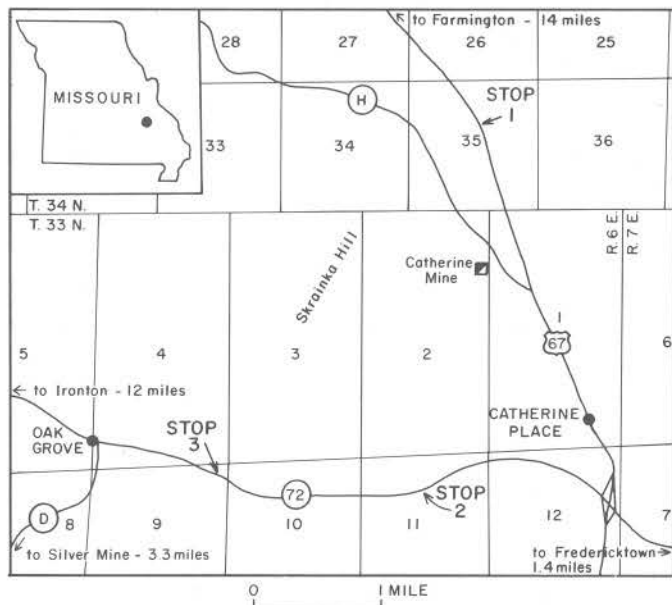 to Farmington - 14 miles
28
27
26
25
MISSOURI
H
STOP
1
33
34
35
36
T. 34 N.
T. 33 N.
R. 6 E.
R. 7 E.
Skrainka Hill
Catherine
Mine
1
67
5
4
3
2
6
to Ironton - 12 miles
CATHERINE
PLACE
OAK
GROVE
STOP
3
72
STOP
2
D
8
9
10
11
12
7
to Silver Mine - 3.3 miles
to Fredericktown
1.4 miles
0
1 MILE